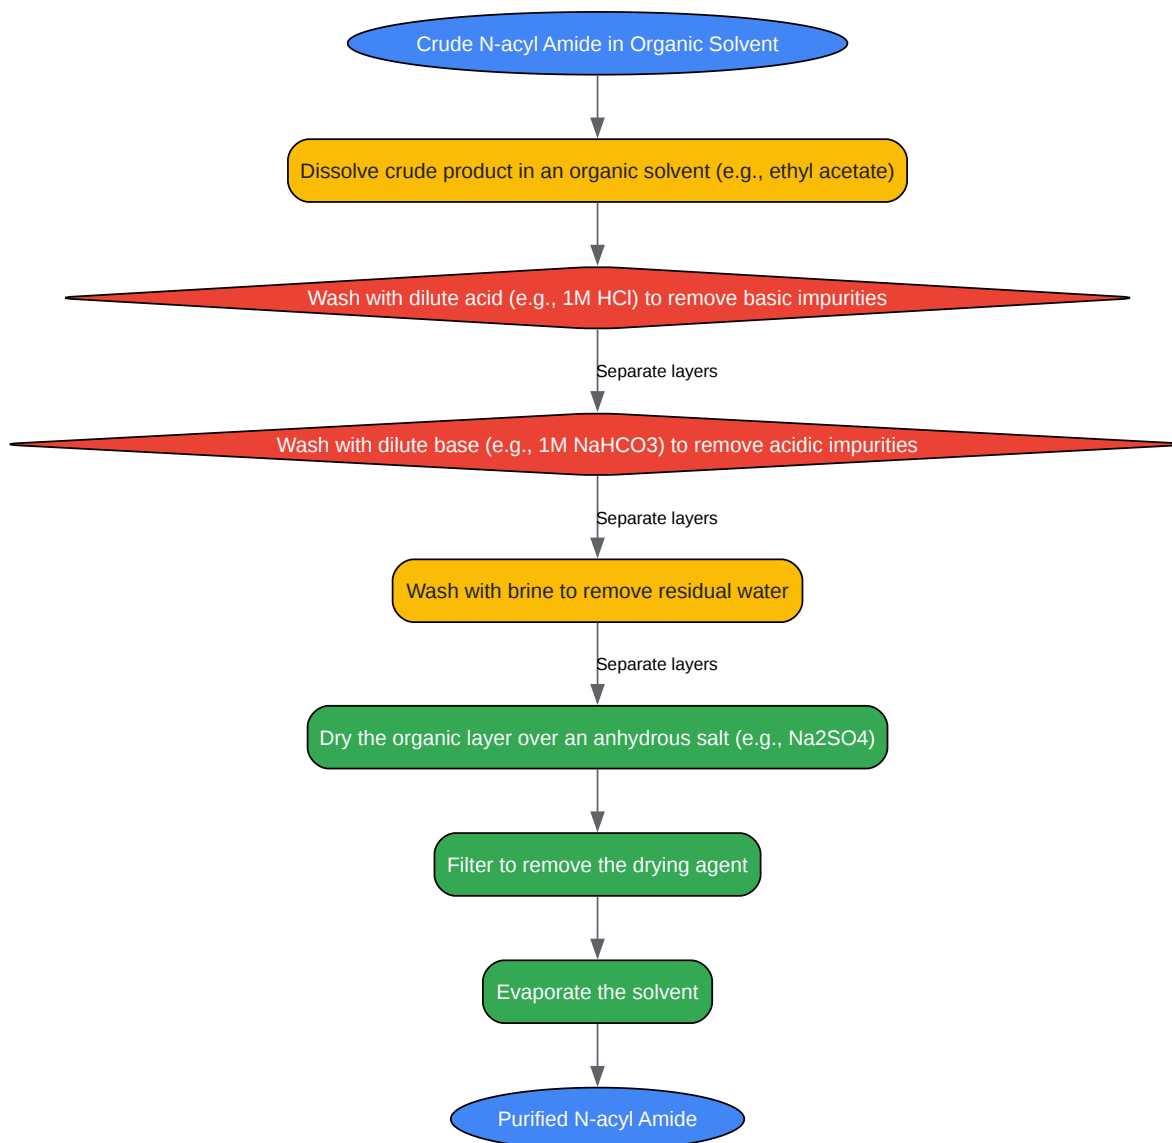 Crude N-acyl Amide in Organic Solvent
Dissolve crude product in an organic solvent (e.g., ethyl acetate)
Wash with dilute acid (e.g., 1M HCl) to remove basic impurities
Separate layers
Wash with dilute base (e.g., 1M NaHCO3) to remove acidic impurities
Separate layers
Wash with brine to remove residual water
Separate layers
Dry the organic layer over an anhydrous salt (e.g., Na2SO4)
Filter to remove the drying agent
Evaporate the solvent
Purified N-acyl Amide